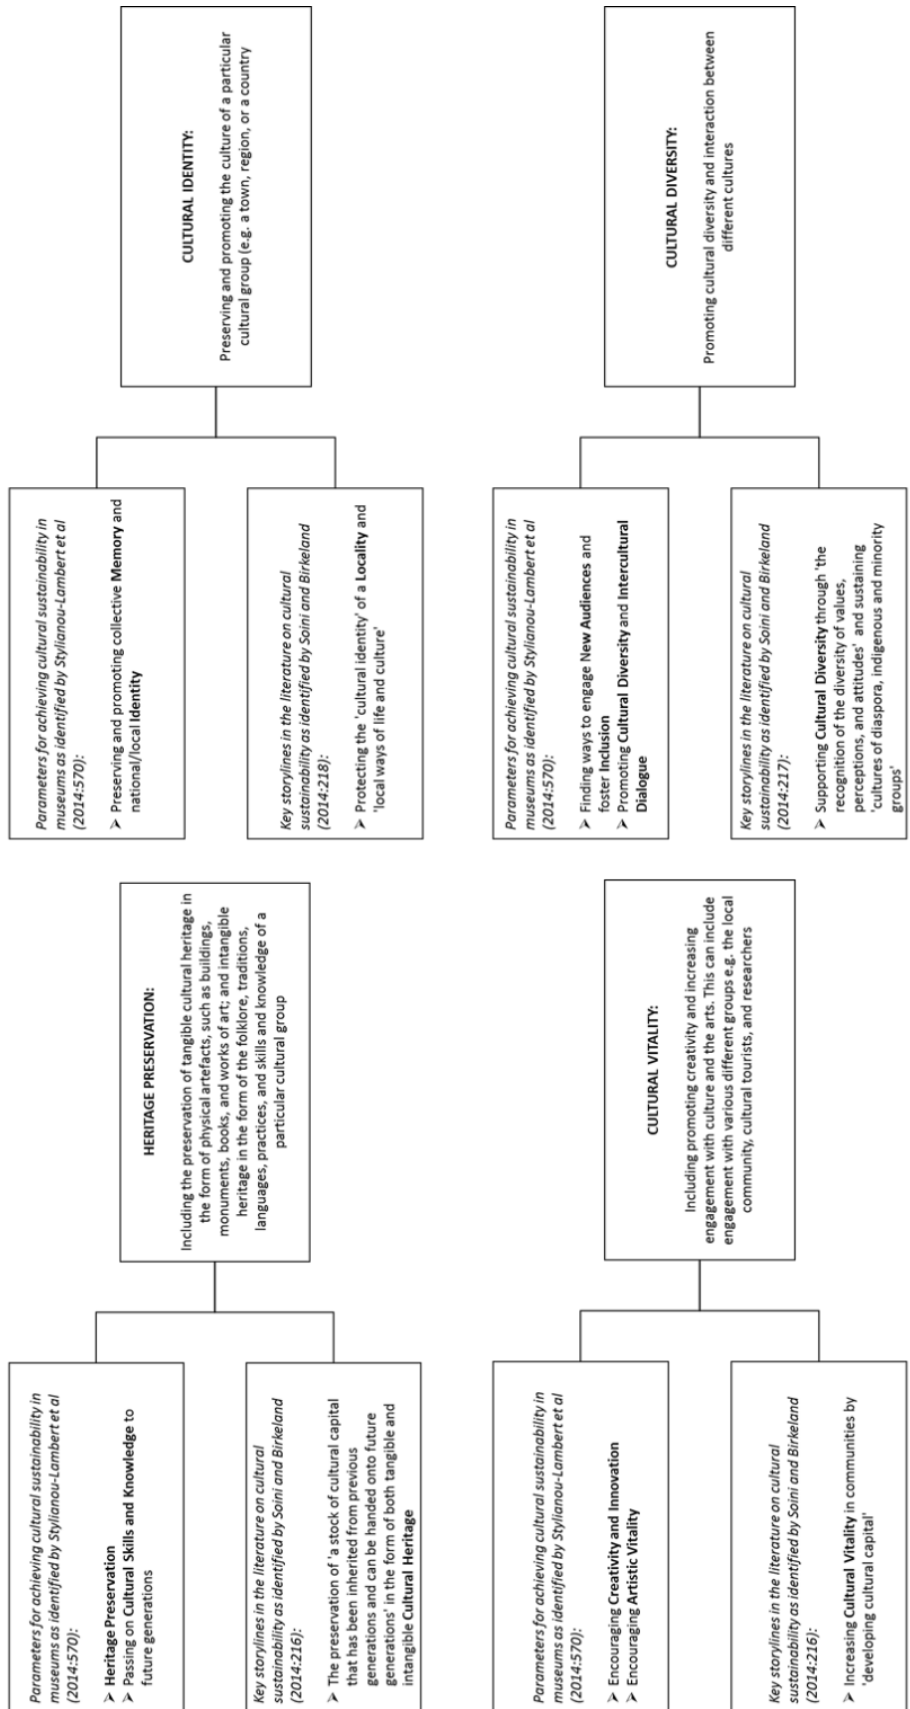 Parameters for achieving cultural sustainability in
museums as identified by Stylianou-Lambert et al
(2014:570):
➢ Heritage Preservation
➢ Passing on Cultural Skills and Knowledge to
future generations
Key storylines in the literature on cultural
sustainability as identified by Soini and Birkeland
(2014:216):
➢ The preservation of 'a stock of cultural capital
that has been inherited from previous
generations and can be handed onto future
generations' in the form of both tangible and
intangible Cultural Heritage
HERITAGE PRESERVATION:
Including the preservation of tangible cultural heritage in
the form of physical artefacts, such as buildings,
monuments, books, and works of art; and intangible
heritage in the form of the folklore, traditions,
languages, practices, and skills and knowledge of a
particular cultural group
Parameters for achieving cultural sustainability in
museums as identified by Stylianou-Lambert et al
(2014:570):
➢ Preserving and promoting collective Memory and
national/local Identity
Key storylines in the literature on cultural
sustainability as identified by Soini and Birkeland
(2014:218):
➢ Protecting the 'cultural identity' of a Locality and
'local ways of life and culture'
CULTURAL IDENTITY:
Preserving and promoting the culture of a particular
cultural group (e.g. a town, region, or a country
Parameters for achieving cultural sustainability in
museums as identified by Stylianou-Lambert et al
(2014:570):
➢ Encouraging Creativity and Innovation
➢ Encouraging Artistic Vitality
Key storylines in the literature on cultural
sustainability as identified by Soini and Birkeland
(2014:216):
➢ Increasing Cultural Vitality in communities by
'developing cultural capital'
CULTURAL VITALITY:
Including promoting creativity and increasing
engagement with culture and the arts. This can include
engagement with various different groups e.g. the local
community, cultural tourists, and researchers
Parameters for achieving cultural sustainability in
museums as identified by Stylianou-Lambert et al
(2014:570):
➢ Finding ways to engage New Audiences and
foster Inclusion
➢ Promoting Cultural Diversity and Intercultural
Dialogue
Key storylines in the literature on cultural
sustainability as identified by Soini and Birkeland
(2014:217):
➢ Supporting Cultural Diversity through 'the
recognition of the diversity of values,
perceptions, and attitudes' and sustaining
'cultures of diaspora, indigenous and minority
groups'
CULTURAL DIVERSITY:
Promoting cultural diversity and interaction between
different cultures